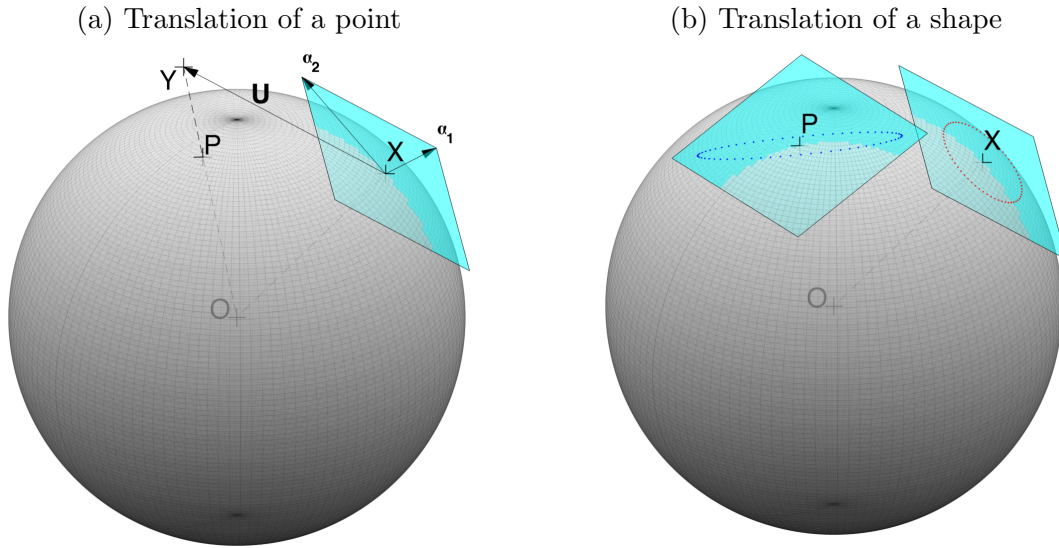 (a) Translation of a point
(b) Translation of a shape
Y
U
α2
P
X
α1
O
P
X
O